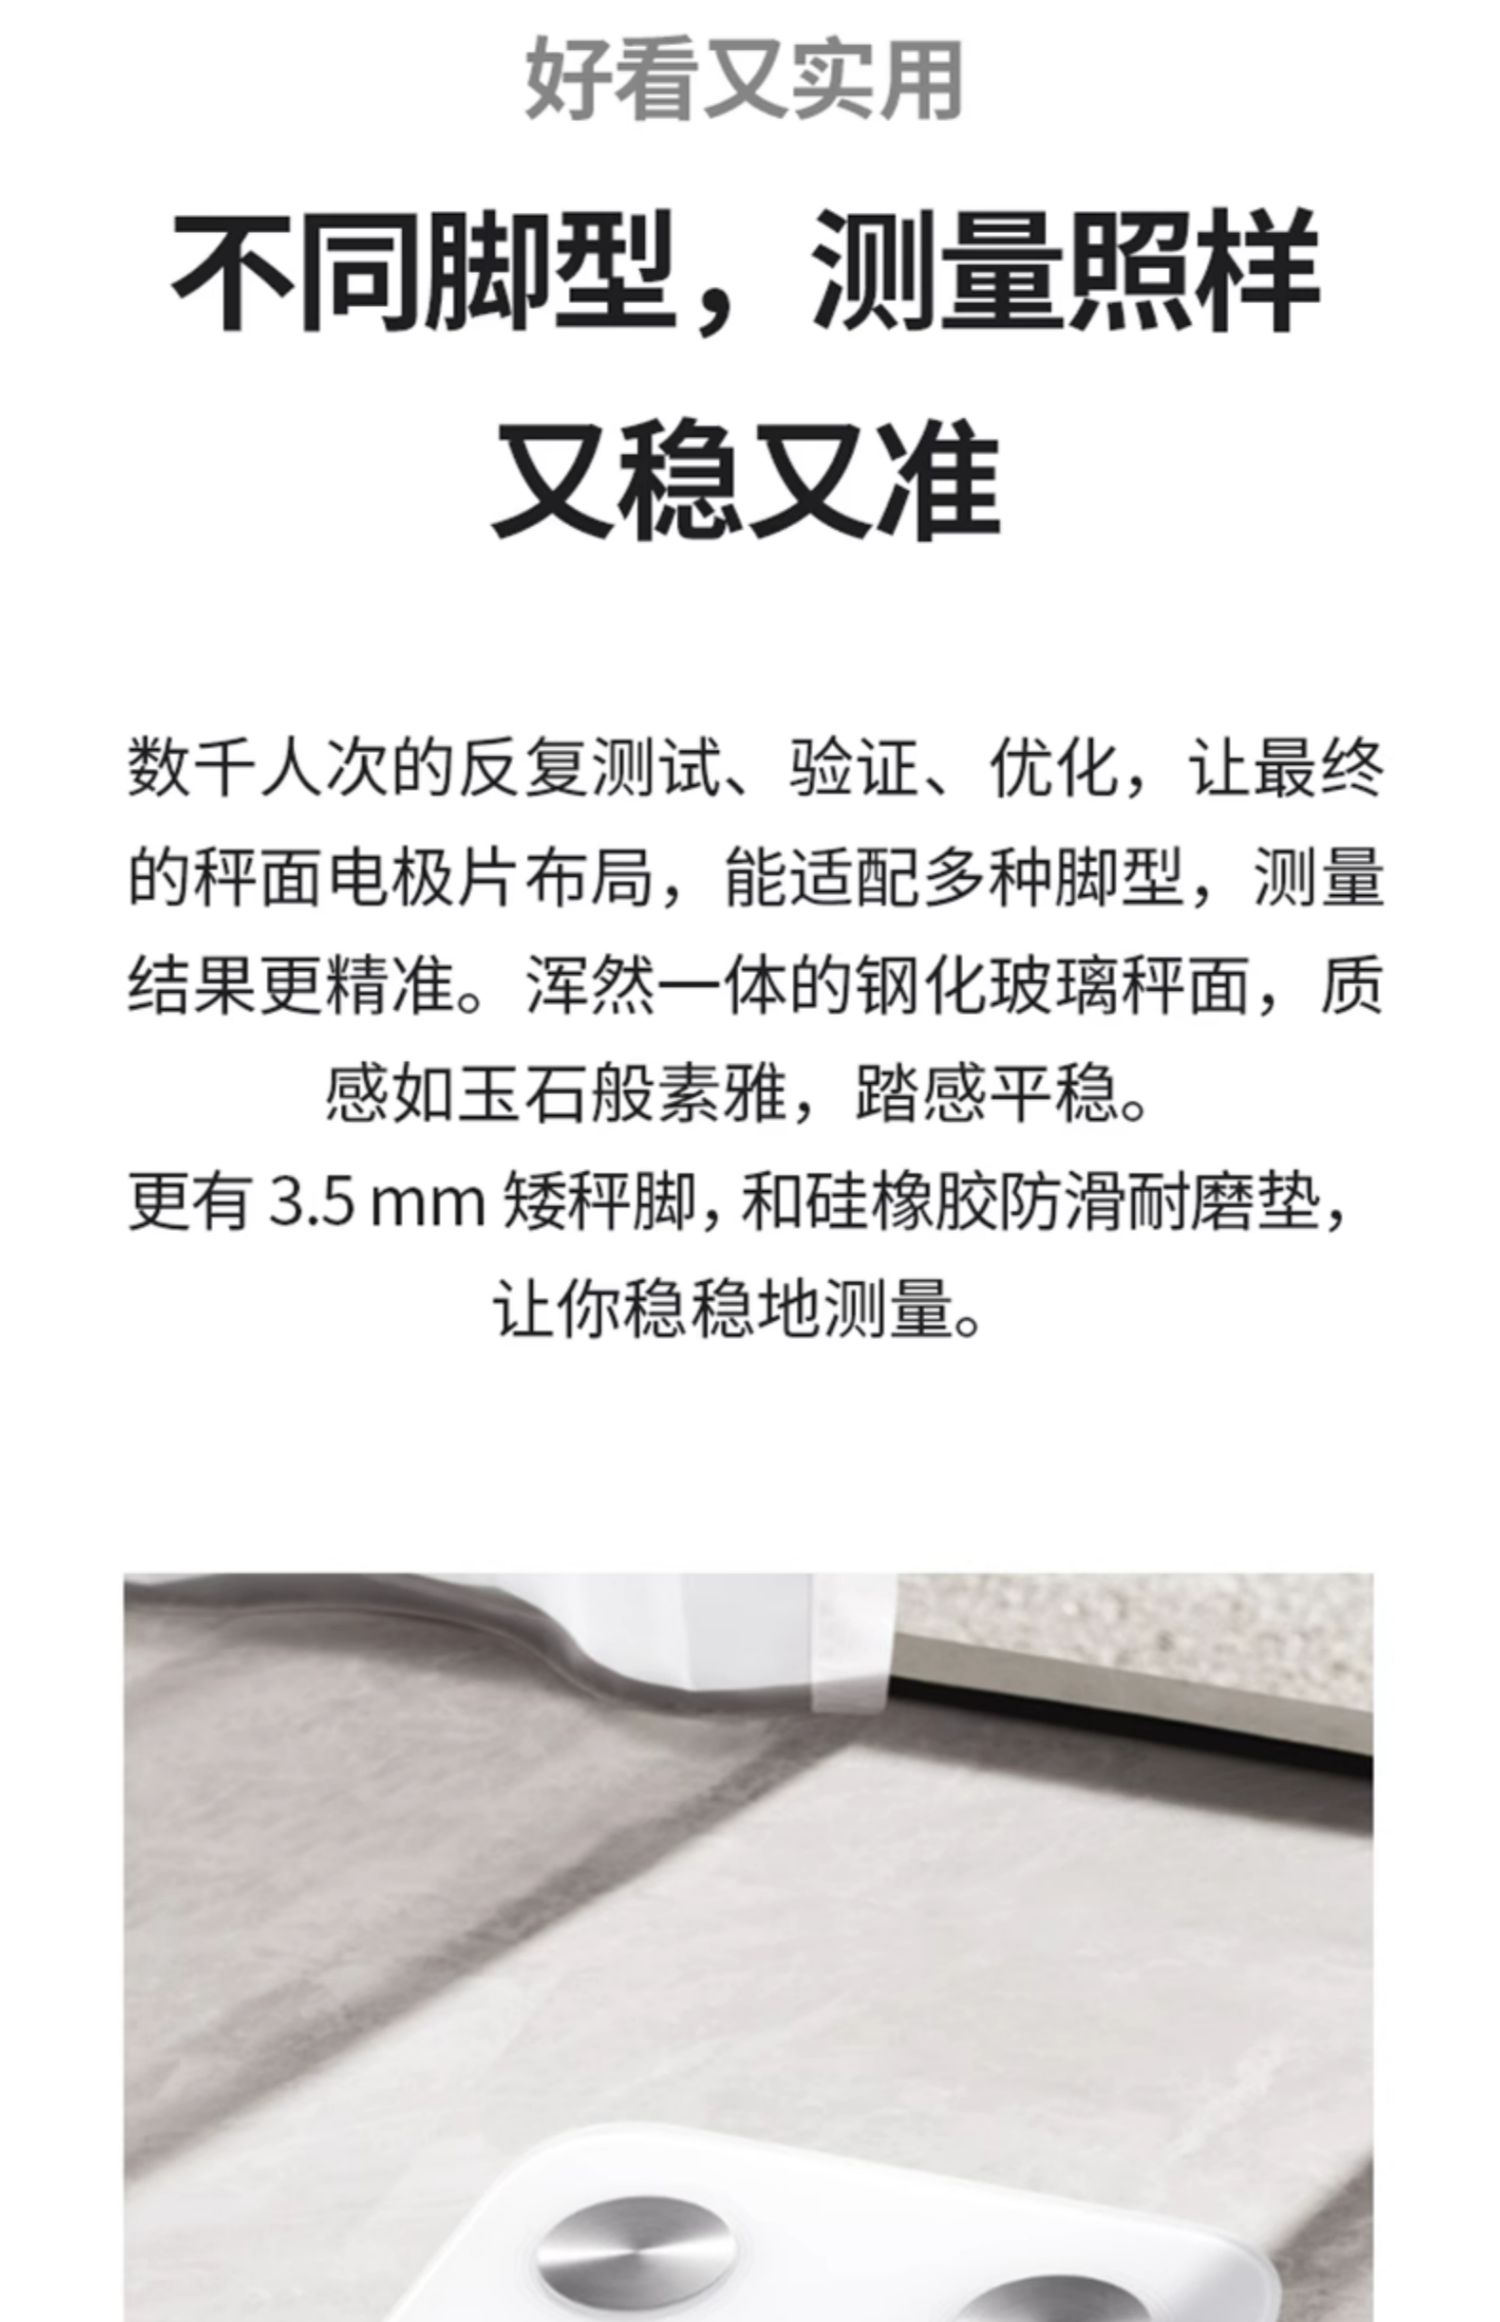 好看又实用
不同脚型，测量照样
又稳又准
数千人次的反复测试、验证、优化，让最终
的秤面电极片布局，能适配多种脚型，测量
结果更精准。浑然一体的钢化玻璃秤面，质
感如玉石般素雅，踏感平稳。
更有 3.5 mm 矮秤脚，和硅橡胶防滑耐磨垫，
让你稳稳地测量。